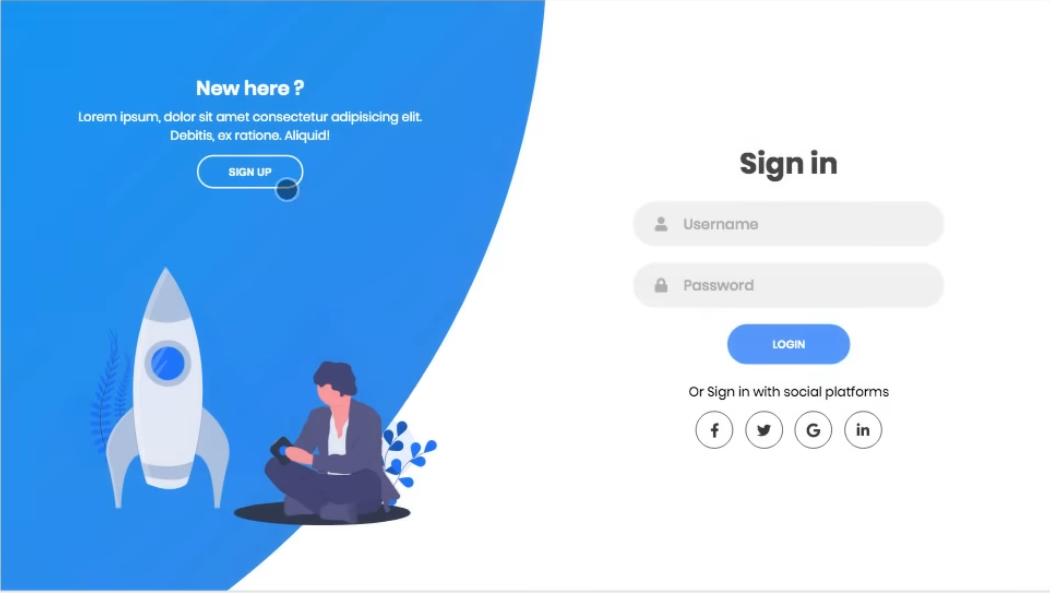 New here ?
Lorem ipsum, dolor sit amet consectetur adipisicing elit.
Debitis, ex ratione. Aliquid!
SIGN UP
Sign in
Username
Password
LOGIN
Or Sign in with social platforms